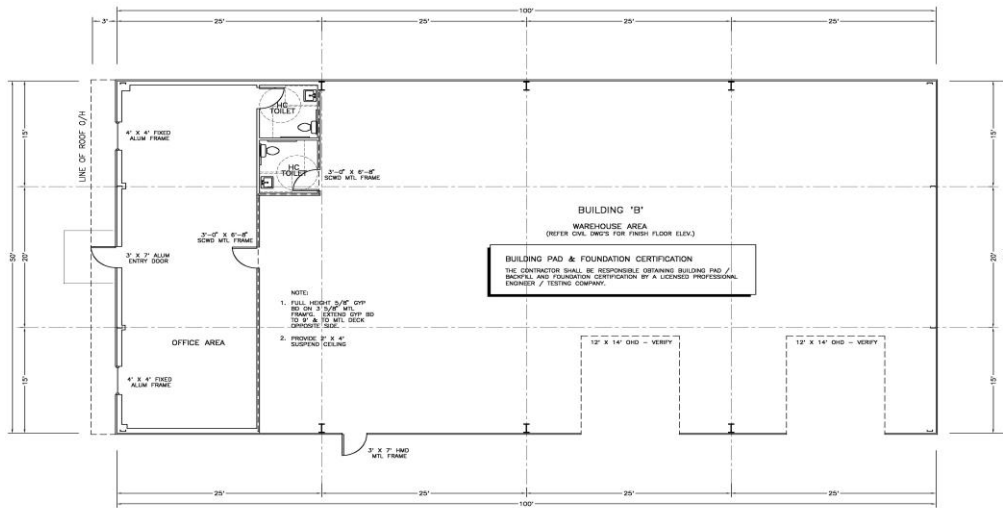 100'
3'
25'
25'
25'
25'
LINE OF ROOF O/H
4' X 4' FIXED
ALUM FRAME
HC
TOILET
HC
TOILET
3'-0" X 6'-8"
SCWD MTL FRAME
15'
15'
50'
20'
20'
15'
15'
3'-0" X 6'-8"
SCWD MTL FRAME
3' X 7' ALUM
ENTRY DOOR
BUILDING "B"
WAREHOUSE AREA
(REFER CIVIL DWG'S FOR FINISH FLOOR ELEV.)
BUILDING PAD & FOUNDATION CERTIFICATION
THE CONTRACTOR SHALL BE RESPONSIBLE OBTAINING BUILDING PAD /
BACKFILL AND FOUNDATION CERTIFICATION BY A LICENSED PROFESSIONAL
ENGINEER / TESTING COMPANY.
NOTE:
1. FULL HEIGHT 5/8" GYP
BD ON 3 5/8" MTL
FRAM'G. EXTEND GYP BD
TO 9' & TO MTL DECK
OPPOSITE SIDE.
2. PROVIDE 2' X 4'
SUSPEND CEILING
OFFICE AREA
12' X 14' OHD - VERIFY
12' X 14' OHD - VERIFY
4' X 4' FIXED
ALUM FRAME
3' X 7' HMD
MTL FRAME
25'
25'
25'
25'
100'